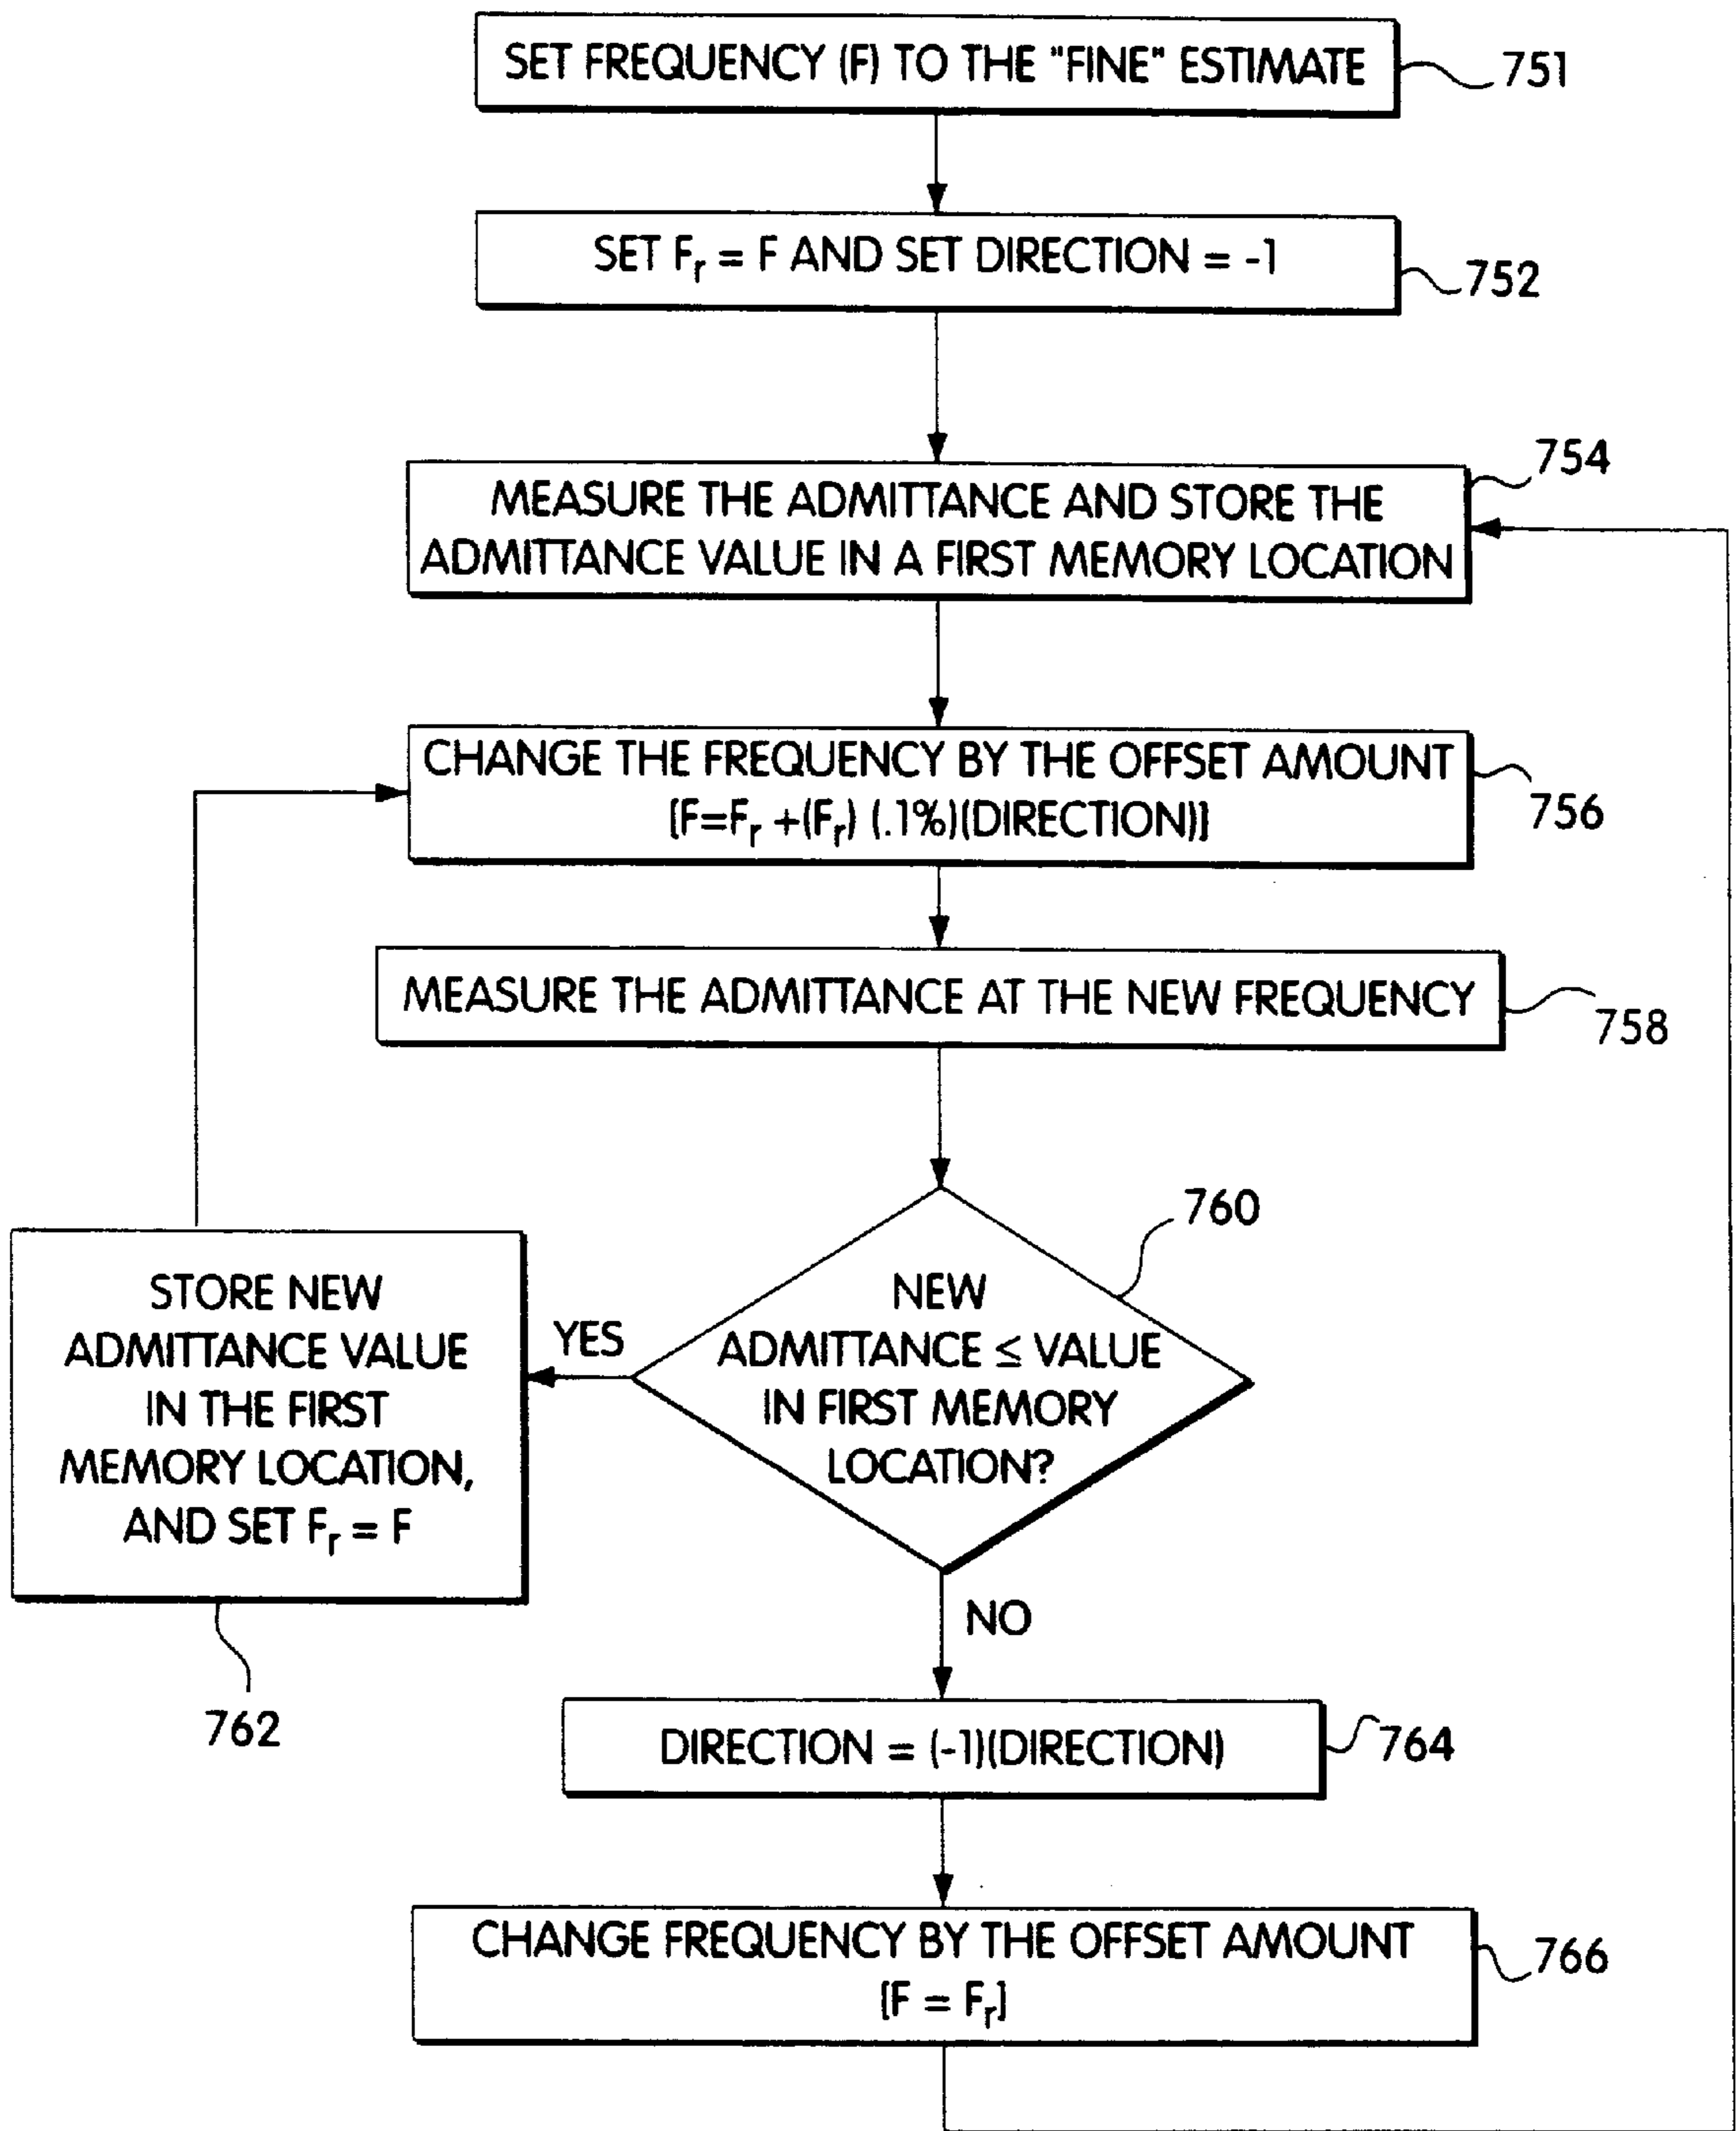 SET FREQUENCY (F) TO THE "FINE" ESTIMATE
751
SET Fr = F AND SET DIRECTION = -1
752
754
MEASURE THE ADMITTANCE AND STORE THE
ADMITTANCE VALUE IN A FIRST MEMORY LOCATION
CHANGE THE FREQUENCY BY THE OFFSET AMOUNT
[F=Fr +(Fr) (.1%)(DIRECTION)]
756
MEASURE THE ADMITTANCE AT THE NEW FREQUENCY
758
760
NEW
ADMITTANCE ≤ VALUE
IN FIRST MEMORY
LOCATION?
YES
STORE NEW
ADMITTANCE VALUE
IN THE FIRST
MEMORY LOCATION,
AND SET Fr = F
762
NO
DIRECTION = (-1)(DIRECTION)
764
CHANGE FREQUENCY BY THE OFFSET AMOUNT
[F = Fr]
766